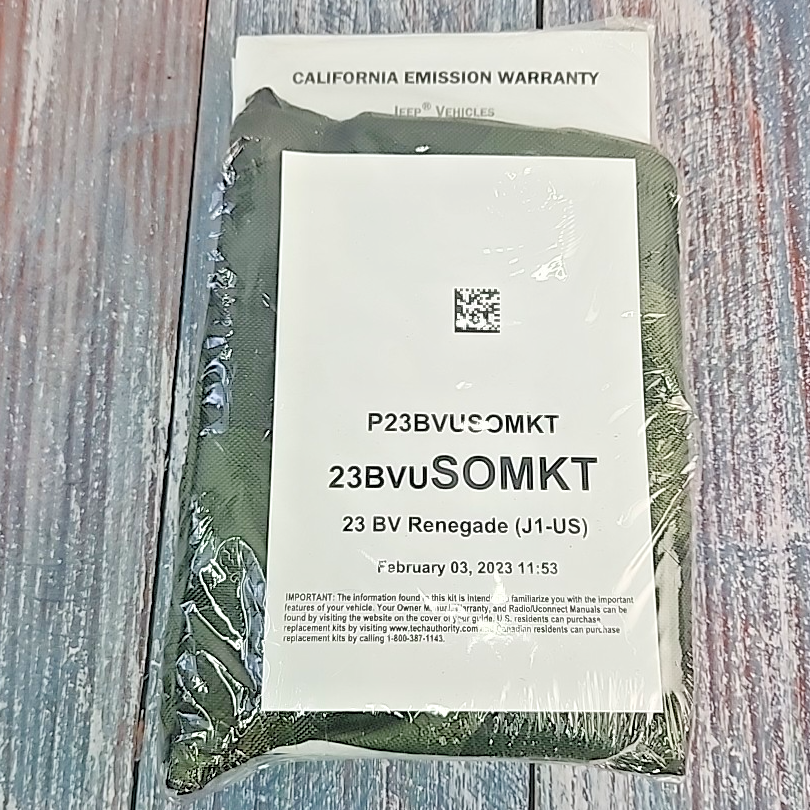 CALIFORNIA EMISSION WARRANTY
JEEP® VEHICLES
P23BVUSOMKT
23BVUSOMKT
23 BV Renegade (J1-US)
February 03, 2023 11:53
IMPORTANT: The information found in this kit is intended to familiarize you with the important
features of your vehicle. Your Owner Manual, Warranty, and Radio/Uconnect Manuals can be
found by visiting the website on the cover of your guide. U.S. residents can purchase
replacement kits by visiting www.techauthority.com and Canadian residents can purchase
replacement kits by calling 1-800-387-1143.